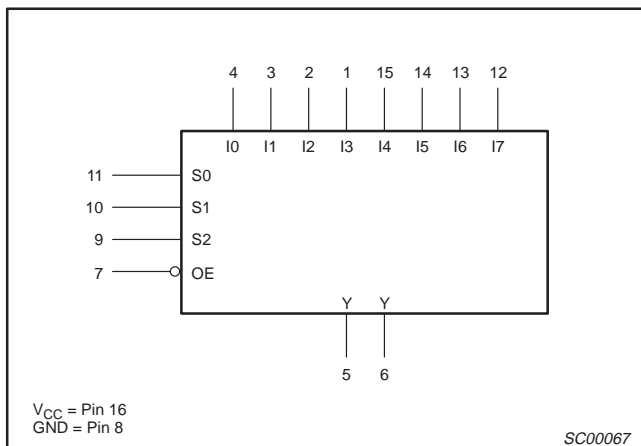 4 3 2 1 15 14 13 12
I0 I1 I2 I3 I4 I5 I6 I7
11 S0
10 S1
9 S2
7 OE
Y Y
5 6
VCC = Pin 16
GND = Pin 8
SC00067